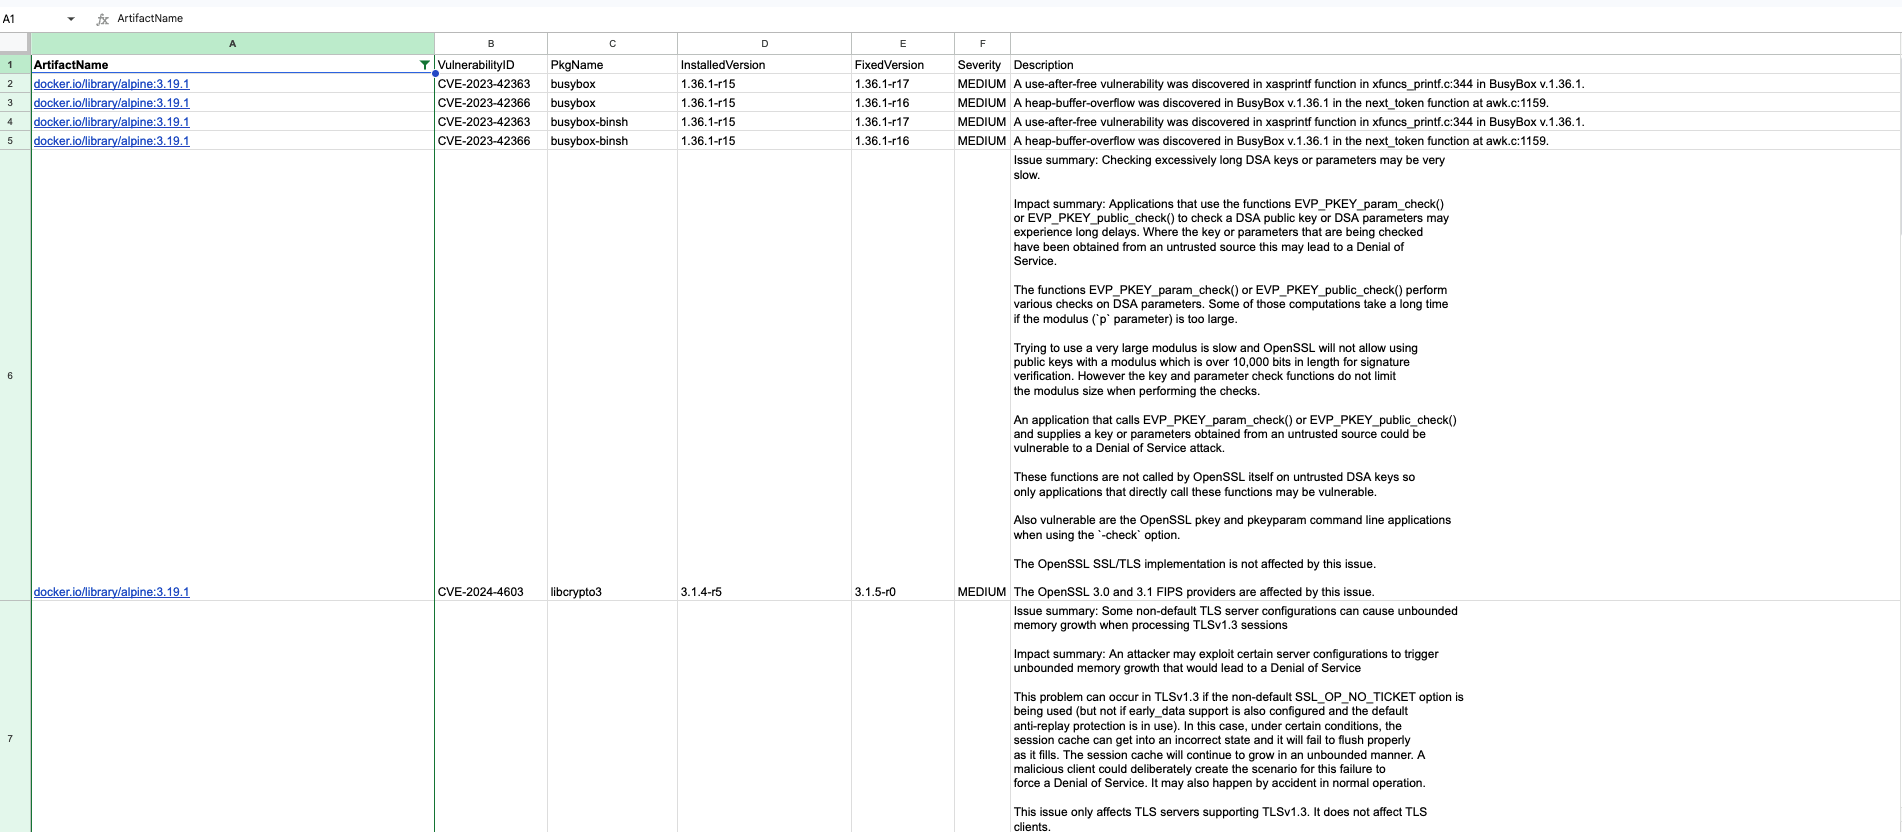 A1
fx ArtifactName
A B C D E F
1 ArtifactName VulnerabilityID PkgName InstalledVersion FixedVersion Severity Description
2 docker.io/library/alpine:3.19.1 CVE-2023-42363 busybox 1.36.1-r15 1.36.1-r17 MEDIUM A use-after-free vulnerability was discovered in xasprintf function in xfuncs_printf.c:344 in BusyBox v.1.36.1.
3 docker.io/library/alpine:3.19.1 CVE-2023-42366 busybox 1.36.1-r15 1.36.1-r16 MEDIUM A heap-buffer-overflow was discovered in BusyBox v.1.36.1 in the next_token function at awk.c:1159.
4 docker.io/library/alpine:3.19.1 CVE-2023-42363 busybox-binsh 1.36.1-r15 1.36.1-r17 MEDIUM A use-after-free vulnerability was discovered in xasprintf function in xfuncs_printf.c:344 in BusyBox v.1.36.1.
5 docker.io/library/alpine:3.19.1 CVE-2023-42366 busybox-binsh 1.36.1-r15 1.36.1-r16 MEDIUM A heap-buffer-overflow was discovered in BusyBox v.1.36.1 in the next_token function at awk.c:1159.
Issue summary: Checking excessively long DSA keys or parameters may be very
slow.
Impact summary: Applications that use the functions EVP_PKEY_param_check()
or EVP_PKEY_public_check() to check a DSA public key or DSA parameters may
experience long delays. Where the key or parameters that are being checked
have been obtained from an untrusted source this may lead to a Denial of
Service.
The functions EVP_PKEY_param_check() or EVP_PKEY_public_check() perform
various checks on DSA parameters. Some of those computations take a long time
if the modulus (`p` parameter) is too large.
Trying to use a very large modulus is slow and OpenSSL will not allow using
public keys with a modulus which is over 10,000 bits in length for signature
6 verification. However the key and parameter check functions do not limit
the modulus size when performing the checks.
An application that calls EVP_PKEY_param_check() or EVP_PKEY_public_check()
and supplies a key or parameters obtained from an untrusted source could be
vulnerable to a Denial of Service attack.
These functions are not called by OpenSSL itself on untrusted DSA keys so
only applications that directly call these functions may be vulnerable.
Also vulnerable are the OpenSSL pkey and pkeyparam command line applications
when using the `-check` option.
The OpenSSL SSL/TLS implementation is not affected by this issue.
docker.io/library/alpine:3.19.1 CVE-2024-4603 libcrypto3 3.1.4-r5 3.1.5-r0 MEDIUM The OpenSSL 3.0 and 3.1 FIPS providers are affected by this issue.
Issue summary: Some non-default TLS server configurations can cause unbounded
memory growth when processing TLSv1.3 sessions
Impact summary: An attacker may exploit certain server configurations to trigger
unbounded memory growth that would lead to a Denial of Service
This problem can occur in TLSv1.3 if the non-default SSL_OP_NO_TICKET option is
being used (but not if early_data support is also configured and the default
anti-replay protection is in use). In this case, under certain conditions, the
7 session cache can get into an incorrect state and it will fail to flush properly
as it fills. The session cache will continue to grow in an unbounded manner. A
malicious client could deliberately create the scenario for this failure to
force a Denial of Service. It may also happen by accident in normal operation.
This issue only affects TLS servers supporting TLSv1.3. It does not affect TLS
clients.